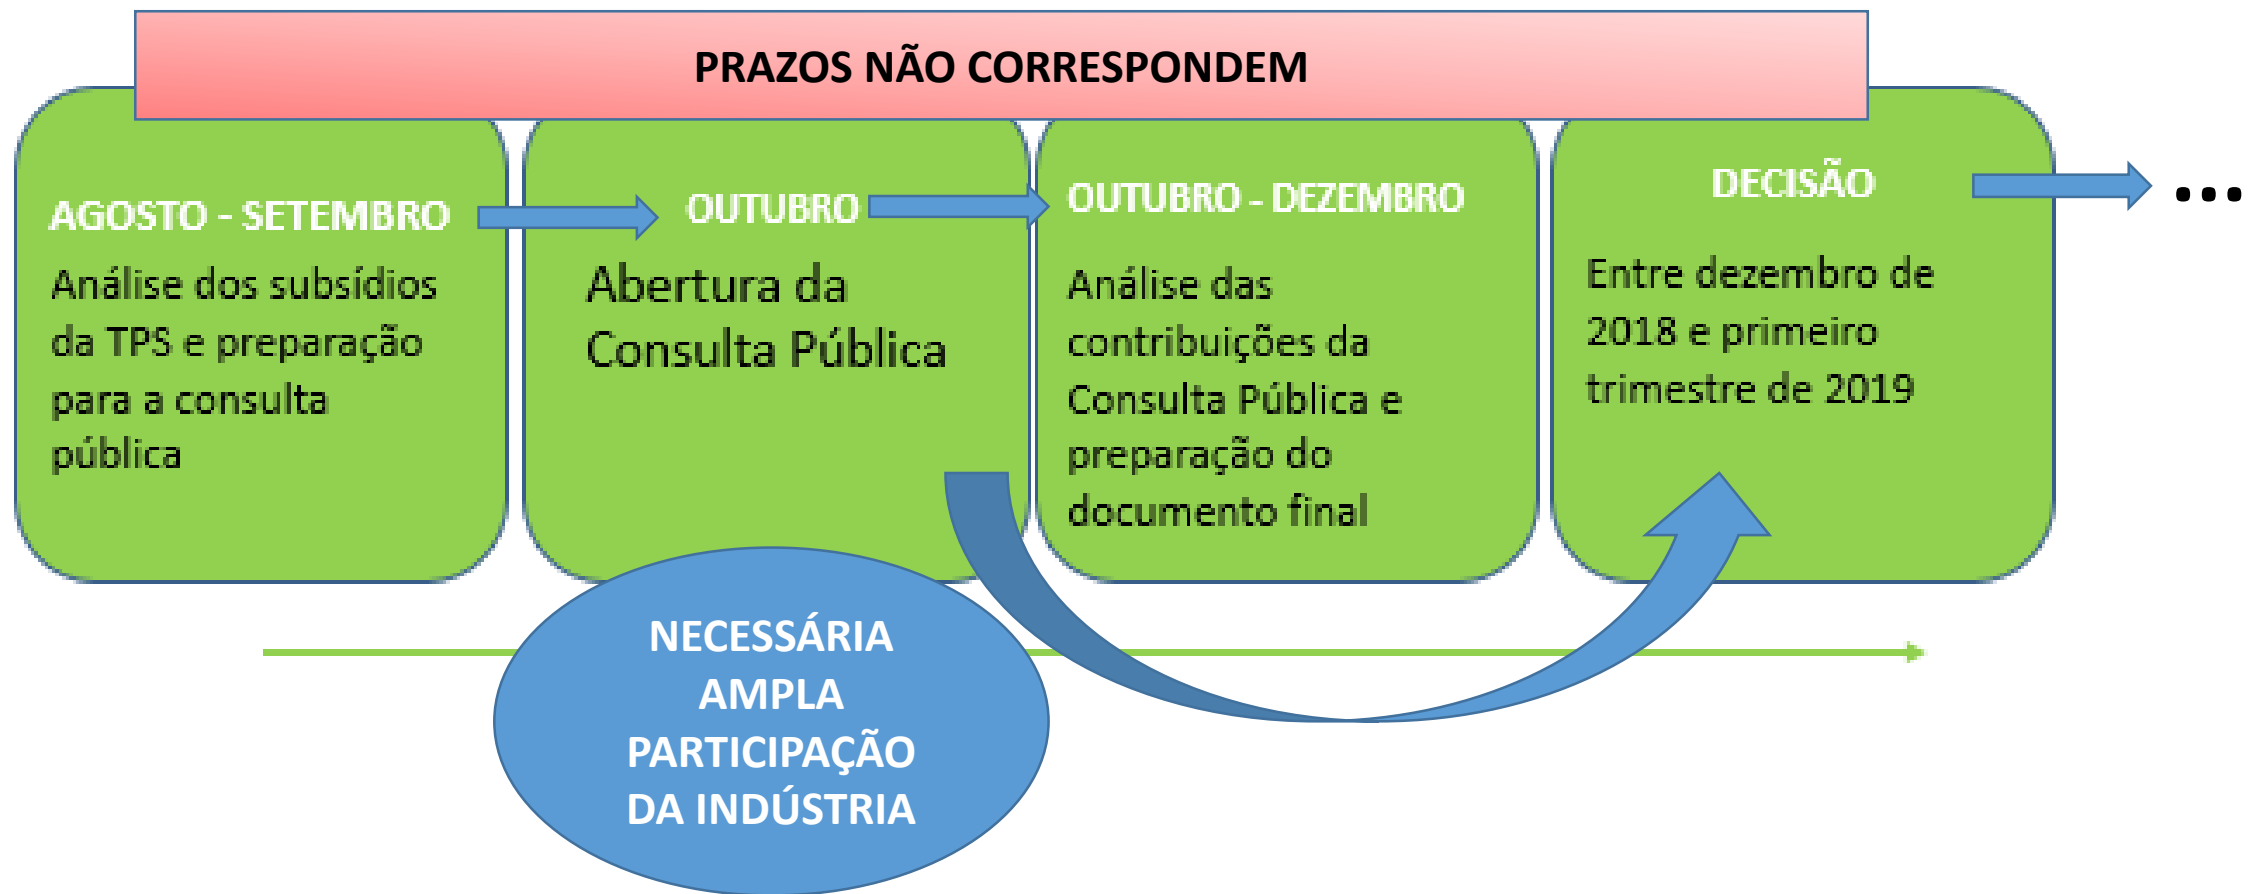 PRAZOS NÃO CORRESPONDEM
AGOSTO - SETEMBRO
Análise dos subsídios
da TPS e preparação
para a consulta
pública
OUTUBRO
Abertura da
Consulta Pública
OUTUBRO - DEZEMBRO
Análise das
contribuições da
Consulta Pública e
preparação do
documento final
DECISÃO
Entre dezembro de
2018 e primeiro
trimestre de 2019
...
NECESSÁRIA
AMPLA
PARTICIPAÇÃO
DA INDÚSTRIA